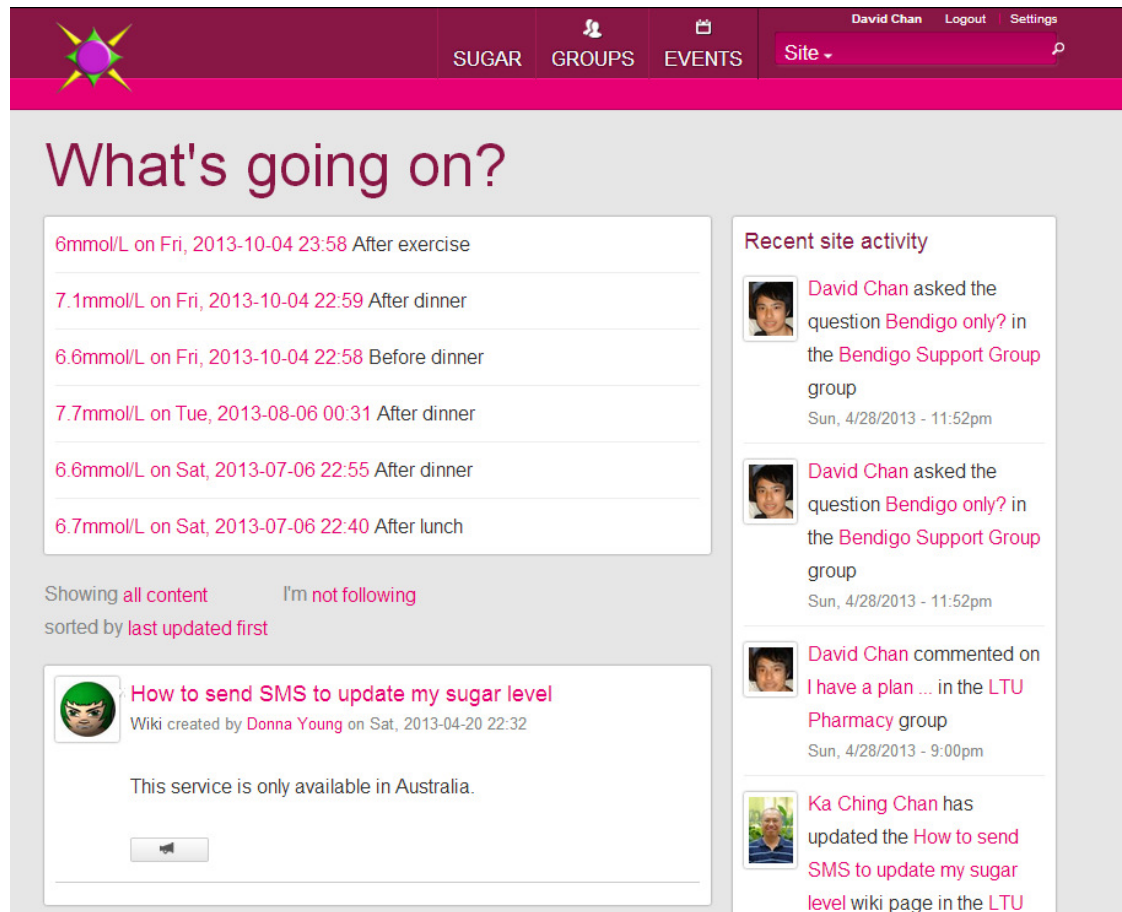 David Chan Logout Settings
SUGAR GROUPS EVENTS Site
What's going on?
6mmol/L on Fri, 2013-10-04 23:58 After exercise
7.1mmol/L on Fri, 2013-10-04 22:59 After dinner
6.6mmol/L on Fri, 2013-10-04 22:58 Before dinner
7.7mmol/L on Tue, 2013-08-06 00:31 After dinner
6.6mmol/L on Sat, 2013-07-06 22:55 After dinner
6.7mmol/L on Sat, 2013-07-06 22:40 After lunch
Showing all content I'm not following
sorted by last updated first
How to send SMS to update my sugar level
Wiki created by Donna Young on Sat, 2013-04-20 22:32
This service is only available in Australia.
Recent site activity
David Chan asked the
question Bendigo only? in
the Bendigo Support Group
group
Sun, 4/28/2013 - 11:52pm
David Chan asked the
question Bendigo only? in
the Bendigo Support Group
group
Sun, 4/28/2013 - 11:52pm
David Chan commented on
I have a plan ... in the LTU
Pharmacy group
Sun, 4/28/2013 - 9:00pm
Ka Ching Chan has
updated the How to send
SMS to update my sugar
level wiki page in the LTU